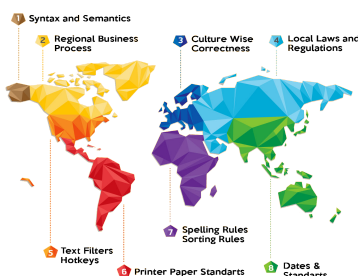 1 Syntax and Semantics
2 Regional Business
Process
3 Culture Wise
Correctness
4 Local Laws and
Regulations
5 Text Filters
Hotkeys
6 Printer Paper Standarts
7 Spelling Rules
Sorting Rules
8 Dates &
Standarts